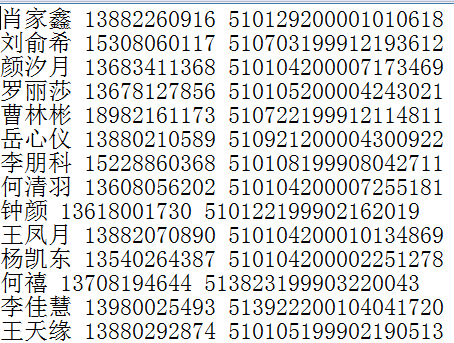 肖家鑫 13882260916 510129200001010618
刘俞希 15308060117 510703199912193612
颜汐月 13683411368 510104200007173469
罗丽莎 13678127856 510105200004243021
曹林彬 18982161173 510722199912114811
岳心仪 13880210589 510921200004300922
李朋科 15228860368 510108199908042711
何清羽 13608056202 510104200007255181
钟颜 13618001730 510122199902162019
王凤月 13882070890 510104200010134869
杨凯东 13540264387 510104200002251278
何禧 13708194644 513823199903220043
李佳慧 13980025493 513922200104041720
王天缘 13880292874 510105199902190513